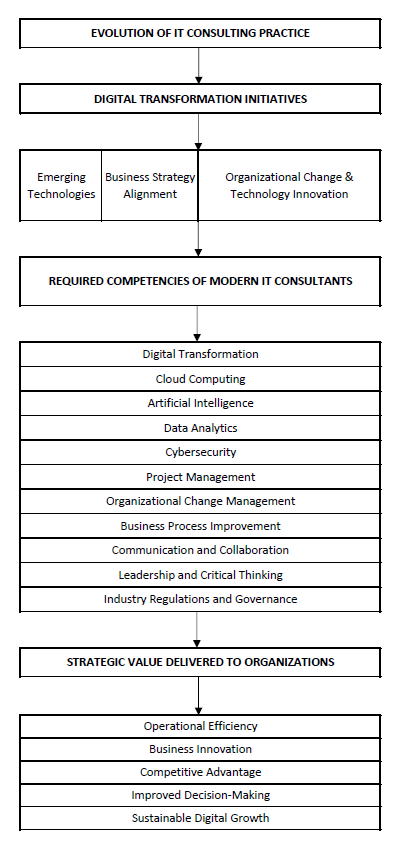 EVOLUTION OF IT CONSULTING PRACTICE
DIGITAL TRANSFORMATION INITIATIVES
Emerging
Technologies
Business Strategy
Alignment
Organizational Change &
Technology Innovation
REQUIRED COMPETENCIES OF MODERN IT CONSULTANTS
Digital Transformation
Cloud Computing
Artificial Intelligence
Data Analytics
Cybersecurity
Project Management
Organizational Change Management
Business Process Improvement
Communication and Collaboration
Leadership and Critical Thinking
Industry Regulations and Governance
STRATEGIC VALUE DELIVERED TO ORGANIZATIONS
Operational Efficiency
Business Innovation
Competitive Advantage
Improved Decision-Making
Sustainable Digital Growth